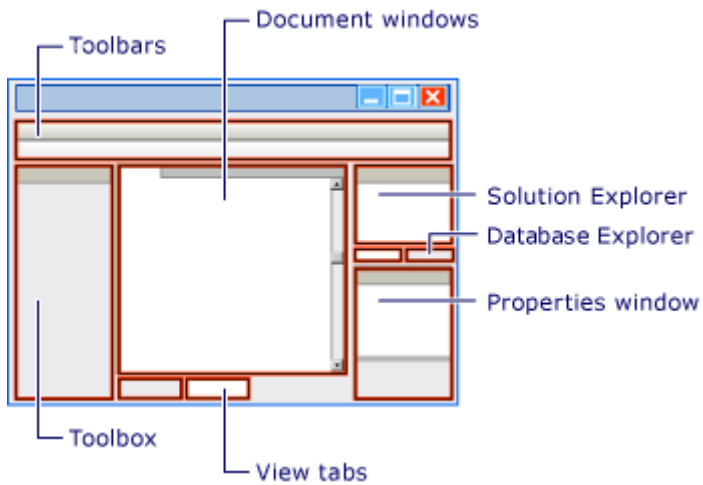 Document windows
Toolbars
Solution Explorer
Database Explorer
Properties window
Toolbox
View tabs